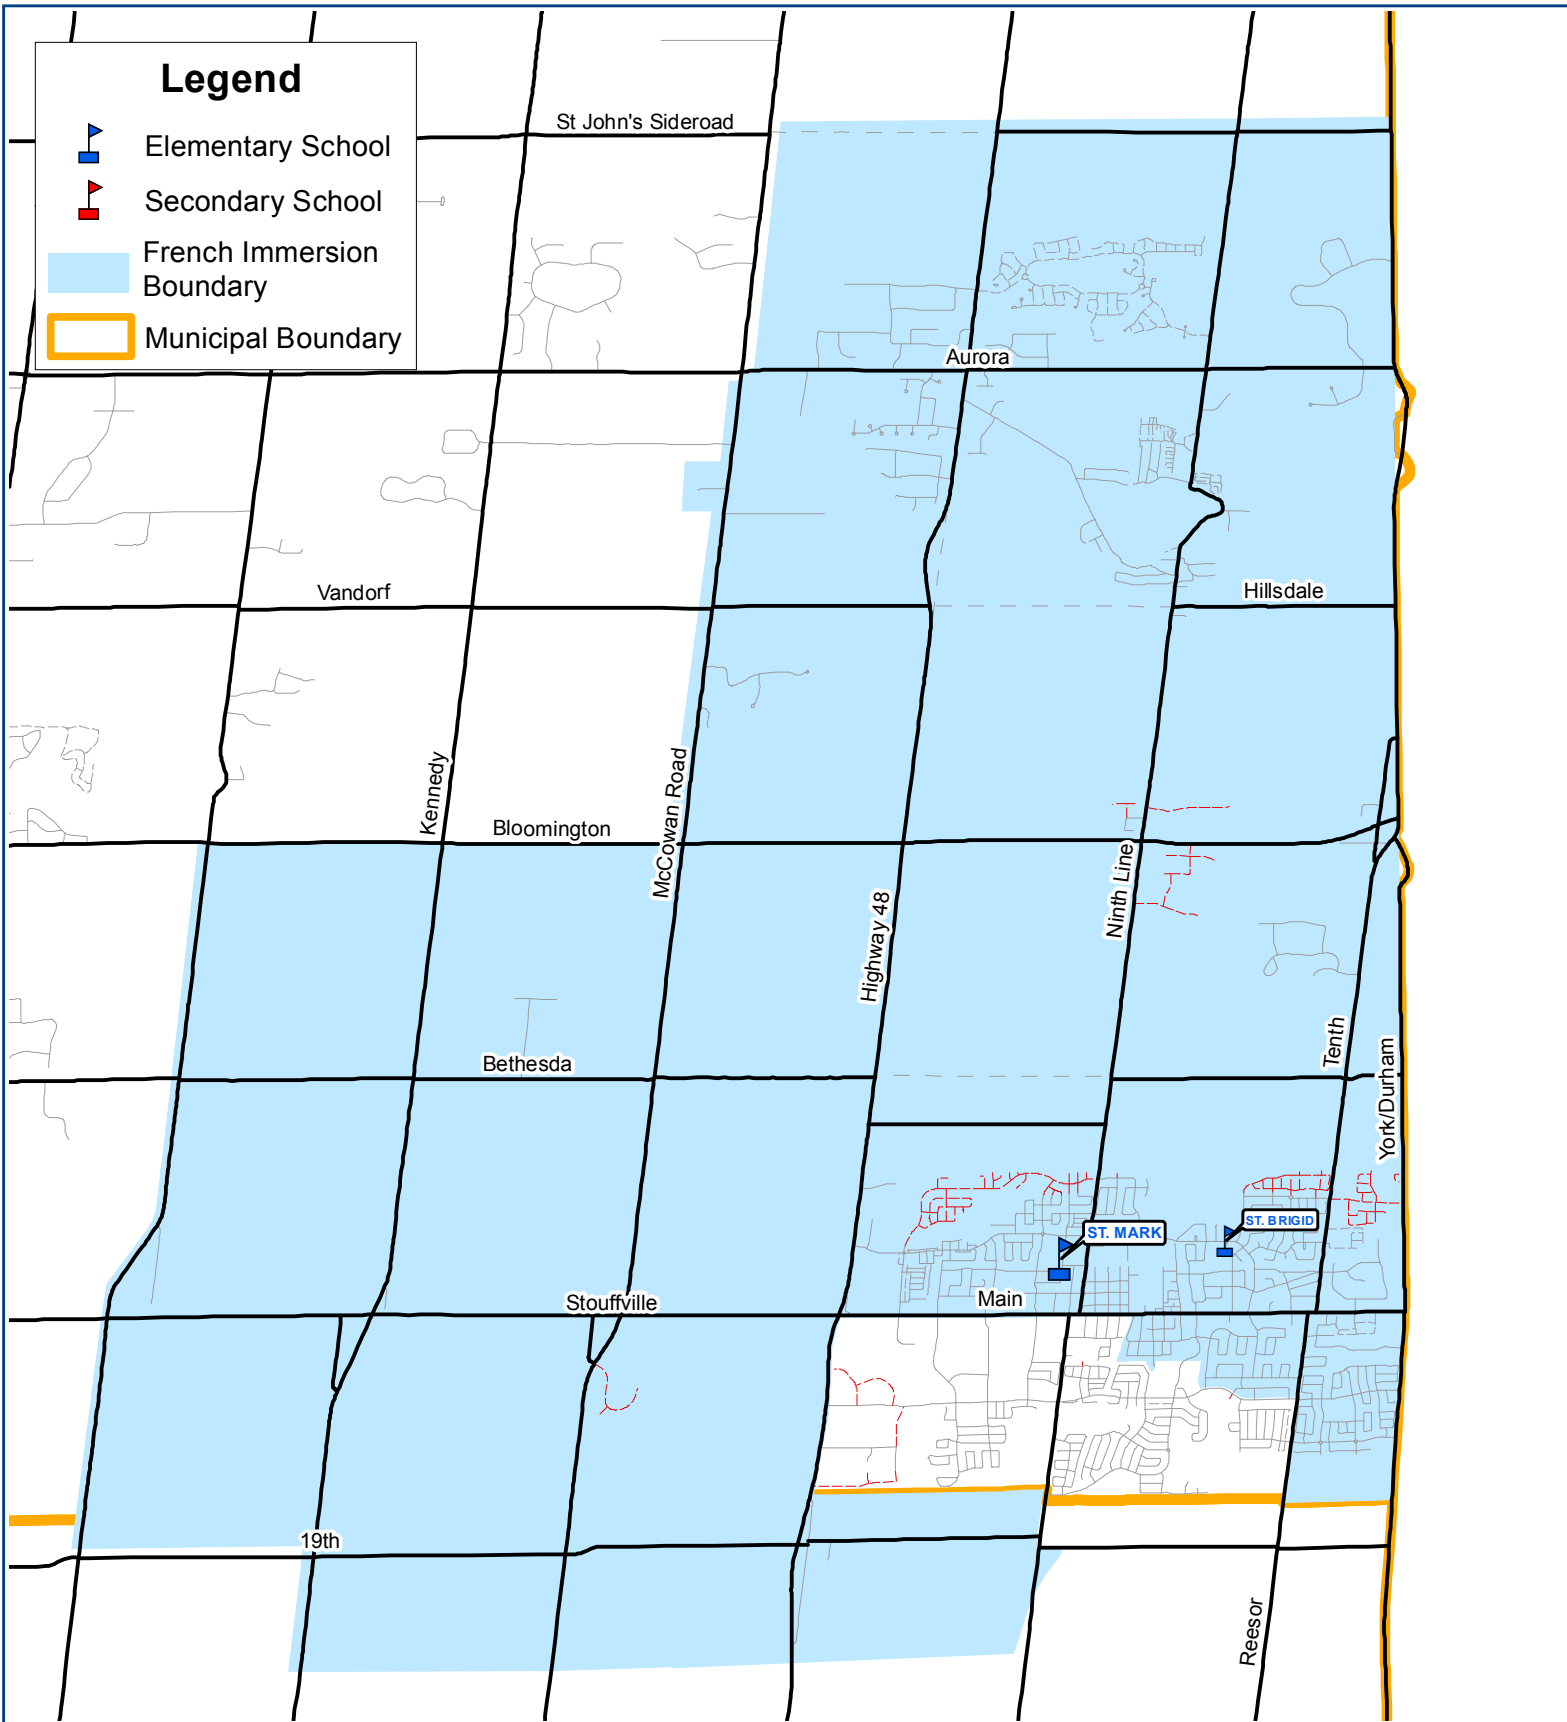 Legend
Elementary School
Secondary School
French Immersion
Boundary
Municipal Boundary
St John's Sideroad
Aurora
Vandorf
Hillsdale
Kennedy
McCowan Road
Bloomington
Highway 48
Ninth Line
Bethesda
Tenth
York/Durham
ST. MARK
ST. BRIGID
Stouffville
Main
19th
Reesor